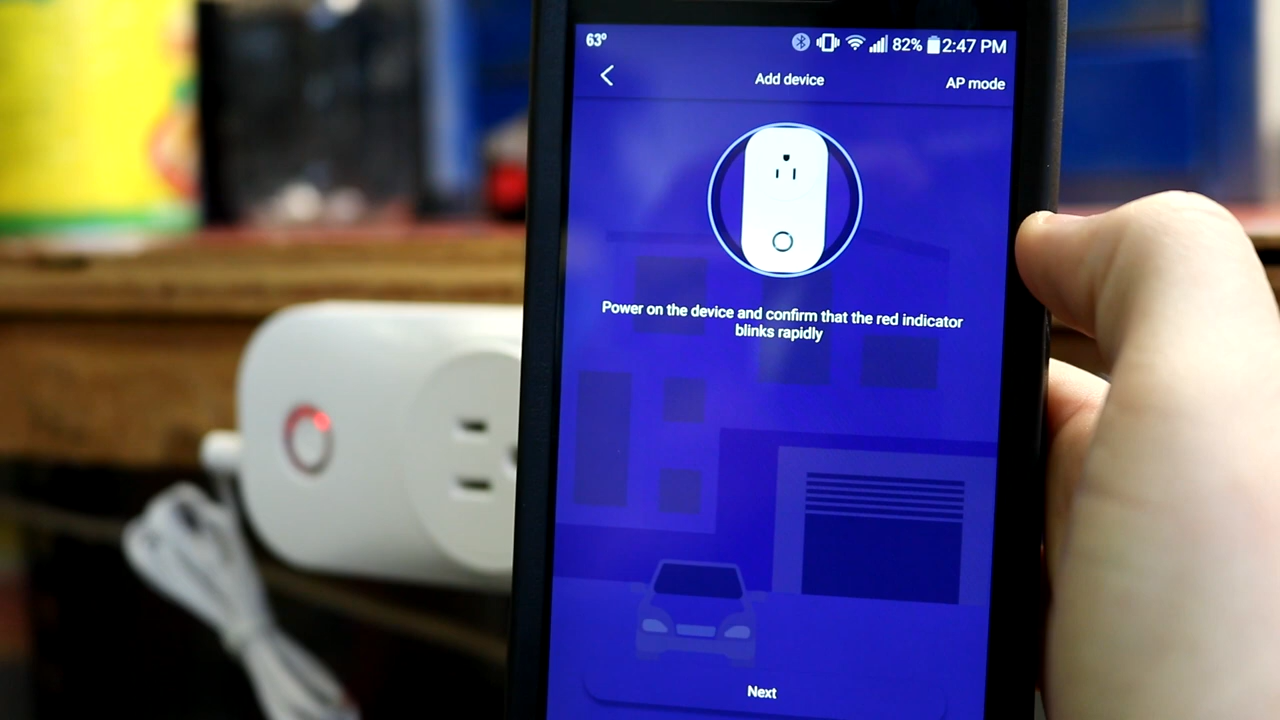 63° 82% 2:47 PM
Add device AP mode
Power on the device and confirm that the red indicator
blinks rapidly
Next